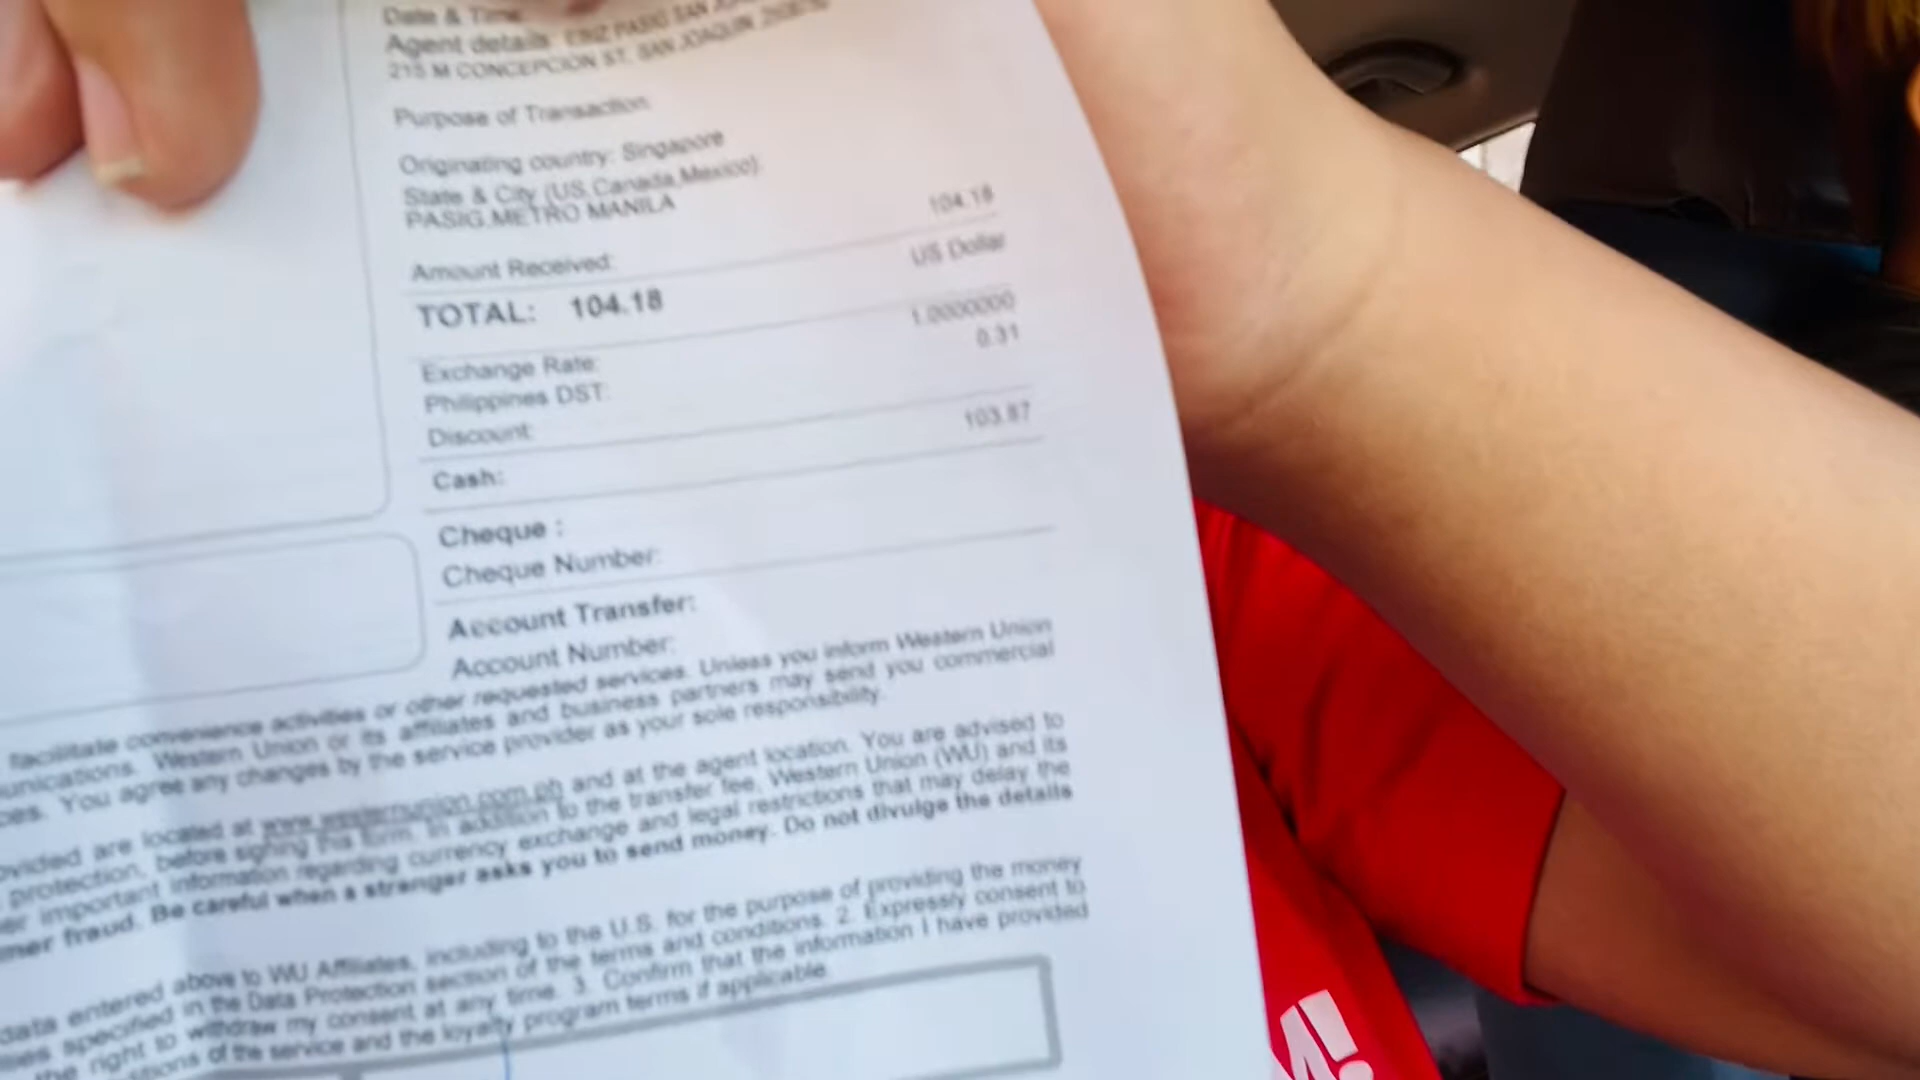 Date & Time
Agent details: PASIG SAN
215 M CONCEPCION ST. SAN JOAQUIN
Purpose of Transaction
Originating country: Singapore
State & City (US,Canada,Mexico):
PASIG,METRO MANILA
Amount Received: 104.18
US Dollar
TOTAL: 104.18
Exchange Rate: 1.0000000
Philippines DST: 0.31
Discount:
Cash: 103.87
Cheque :
Cheque Number:
Account Transfer:
Account Number:
facilitate convenience activities or other requested services. Unless you inform Western Union
unications. Western Union or its affiliates and business partners may send you commercial
ces. You agree any changes by the service provider as your sole responsibility.
ovided are located at www.westernunion.com.ph and at the agent location. You are advised to
protection, before signing this form. In addition to the transfer fee, Western Union (WU) and its
er important information regarding currency exchange and legal restrictions that may delay the
mer fraud. Be careful when a stranger asks you to send money. Do not divulge the details
data entered above to WU Affiliates, including to the U.S. for the purpose of providing the money
ses specified in the Data Protection section of the terms and conditions. 2. Expressly consent to
the right to withdraw my consent at any time. 3. Confirm that the information I have provided
ditions of the service and the loyalty program terms if applicable.
M!